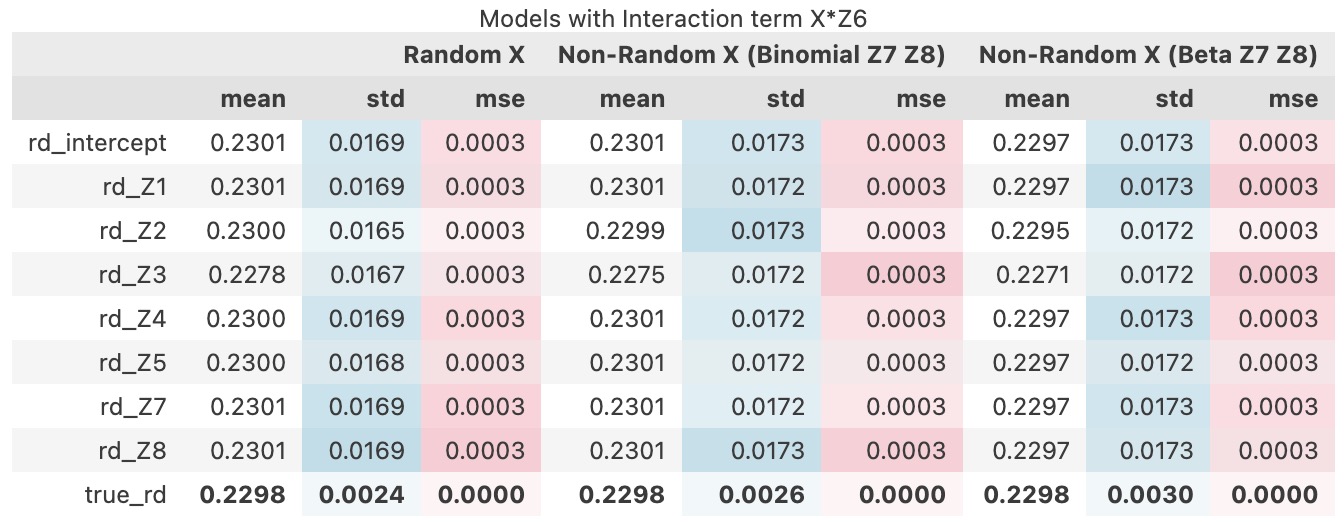 Models with Interaction term X*Z6
Random X Non-Random X (Binomial Z7 Z8) Non-Random X (Beta Z7 Z8)
mean std mse mean std mse mean std mse
rd_intercept 0.2301 0.0169 0.0003 0.2301 0.0173 0.0003 0.2297 0.0173 0.0003
rd_Z1 0.2301 0.0169 0.0003 0.2301 0.0172 0.0003 0.2297 0.0173 0.0003
rd_Z2 0.2300 0.0165 0.0003 0.2299 0.0173 0.0003 0.2295 0.0172 0.0003
rd_Z3 0.2278 0.0167 0.0003 0.2275 0.0172 0.0003 0.2271 0.0172 0.0003
rd_Z4 0.2300 0.0169 0.0003 0.2301 0.0172 0.0003 0.2297 0.0173 0.0003
rd_Z5 0.2300 0.0168 0.0003 0.2301 0.0172 0.0003 0.2297 0.0172 0.0003
rd_Z7 0.2301 0.0169 0.0003 0.2301 0.0172 0.0003 0.2297 0.0173 0.0003
rd_Z8 0.2301 0.0169 0.0003 0.2301 0.0173 0.0003 0.2297 0.0173 0.0003
true_rd 0.2298 0.0024 0.0000 0.2298 0.0026 0.0000 0.2298 0.0030 0.0000